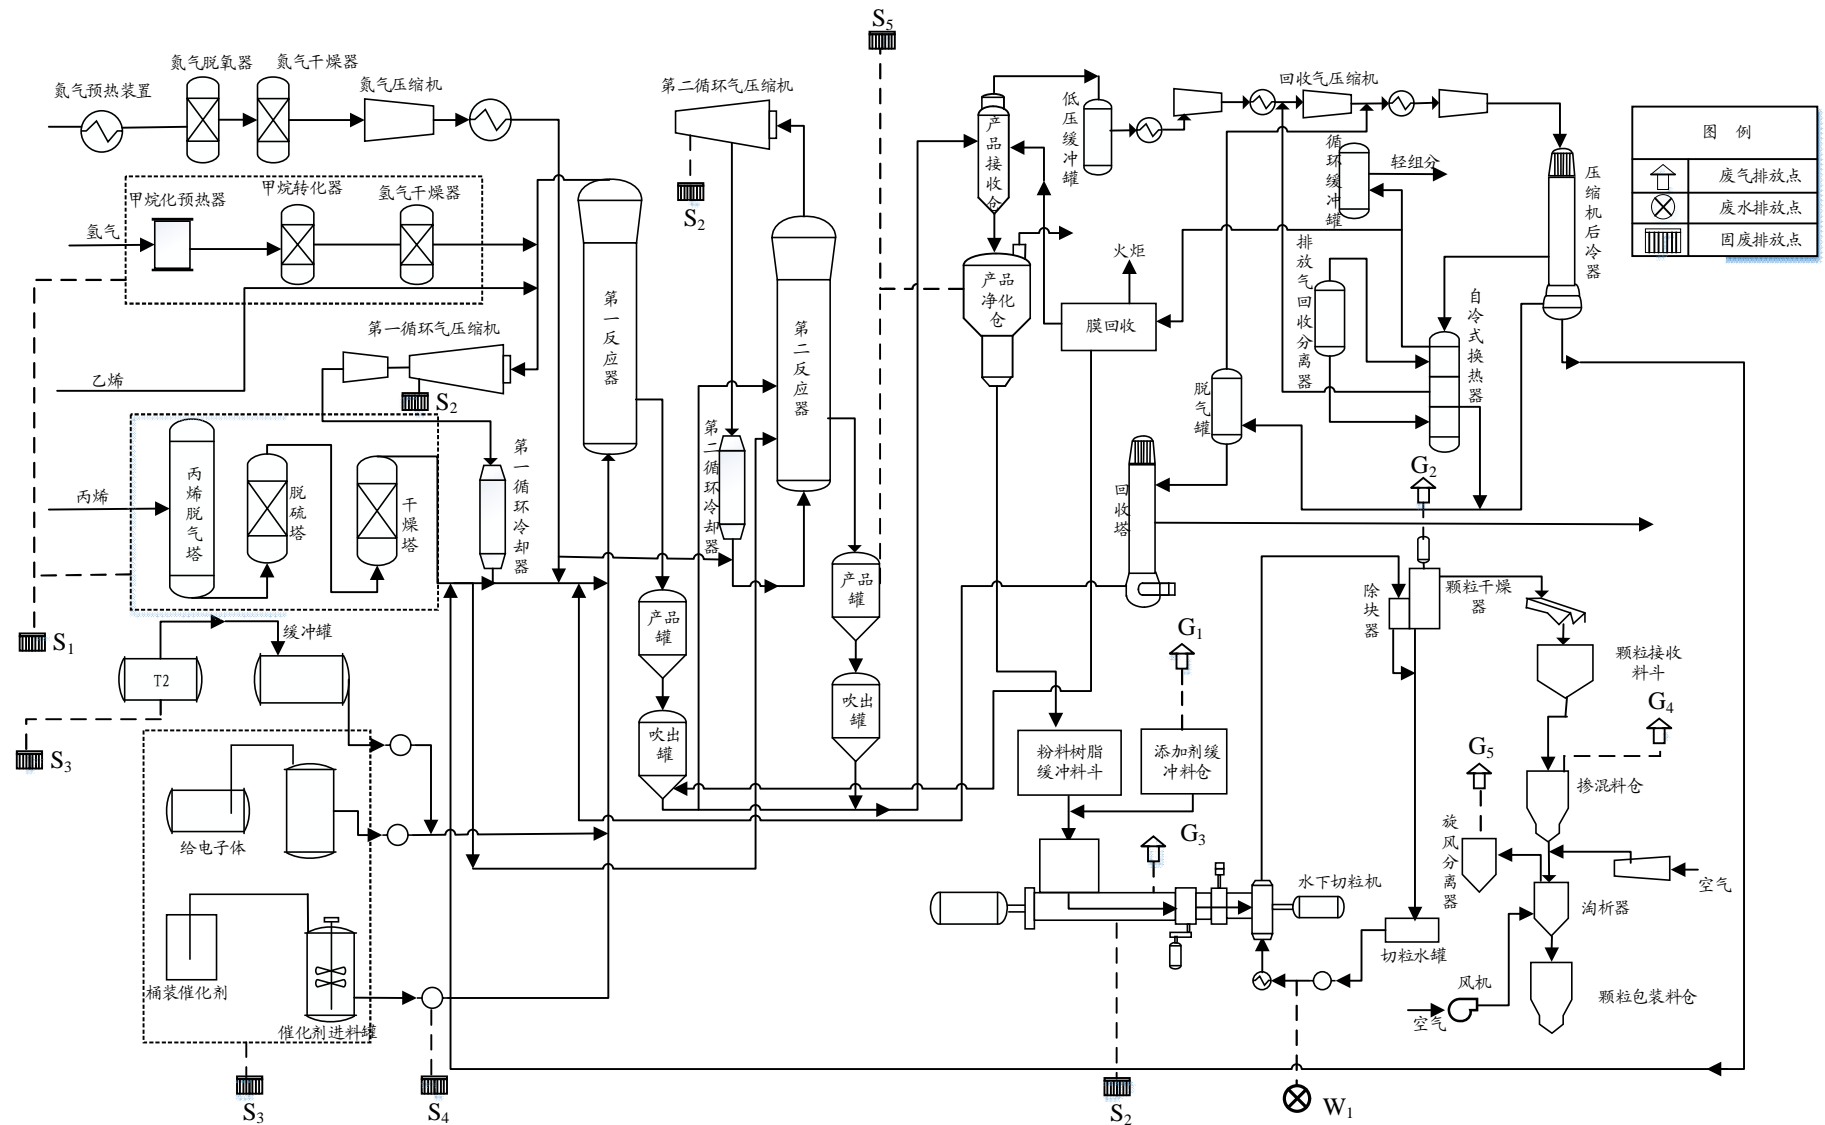 S5
氮气预热装置
氮气脱氧器
氮气干燥器
氮气压缩机
第二循环气压缩机
S2
甲烷化预热器
甲烷转化器
氢气干燥器
氢气
第一循环气压缩机
S2
乙烯
丙烯
丙烯脱气塔
脱硫塔
干燥塔
第一循环冷却器
第一反应器
第二循环冷却器
第二反应器
产品罐
吹出罐
产品罐
吹出罐
S1
T2
缓冲罐
S3
给电子体
桶装催化剂
催化剂进料罐
S3
S4
产品接收仓
低压缓冲罐
回收气压缩机
循环缓冲罐
轻组分
压缩机后冷器
产品净化仓
火炬
膜回收
排放气回收分离器
自冷式换热器
脱气罐
回收塔
图 例
废气排放点
废水排放点
固废排放点
G2
除块器
颗粒干燥器
颗粒接收料斗
G1
G4
G5
粉料树脂缓冲料斗
添加剂缓冲料仓
掺混料仓
旋风分离器
G3
水下切粒机
空气
淘析器
切粒水罐
风机
空气
颗粒包装料仓
S2
W1